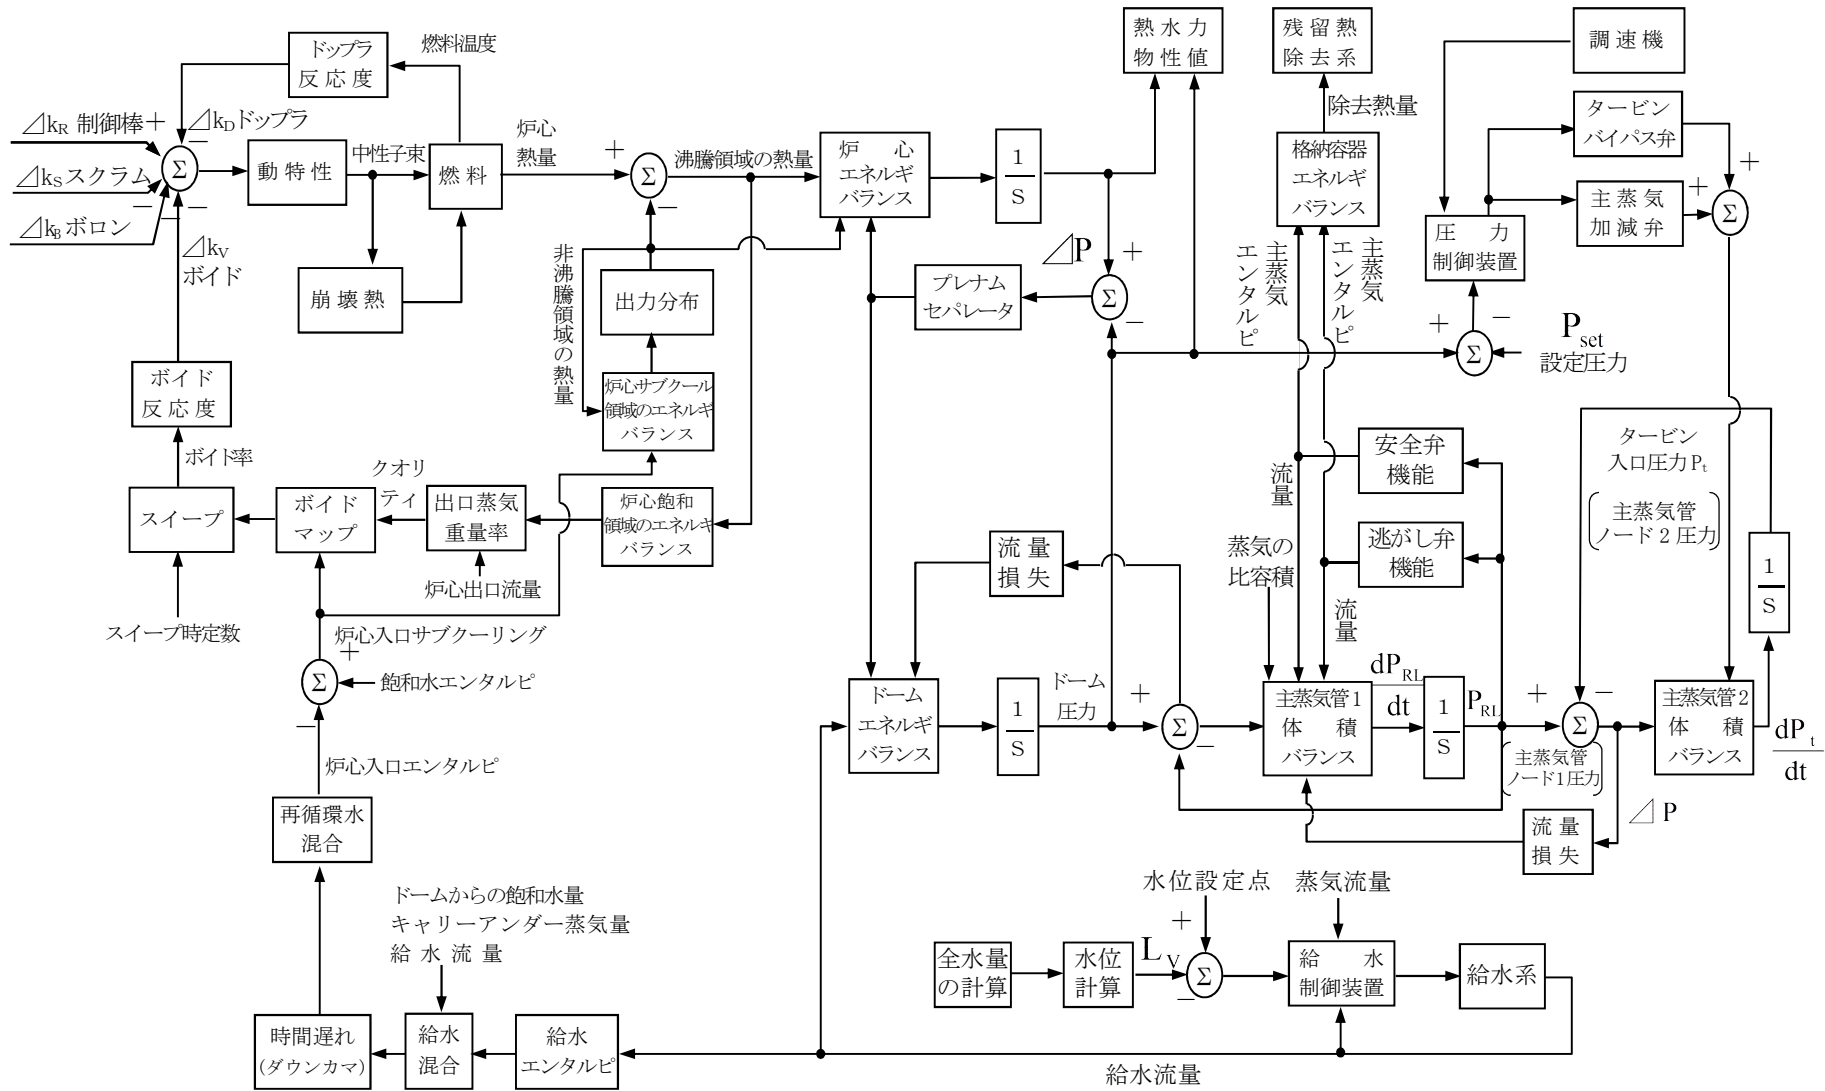 ドップラ
反応度
燃料温度
熱水力
物性値
残留熱
除去系
調速機
⊿kR 制御棒＋
⊿kDドップラ
－
炉心
熱量
＋
除去熱量
タービン
バイパス弁
＋
Σ
動特性
中性子束
燃料
Σ
沸騰領域の熱量
炉心
エネルギ
バランス
1
S
格納容器
エネルギ
バランス
⊿kSスクラム
－
－
－
－
主蒸気
加減弁
＋
Σ
⊿kBボロン
⊿kV
ボイド
非沸騰領域の熱量
⊿P
＋
主蒸気
エンタルピ
主蒸気
エンタルピ
圧力
制御装置
崩壊熱
出力分布
プレナム
セパレータ
Σ
－
＋
－
Pset
設定圧力
Σ
ボイド
反応度
炉心サブクール
領域のエネルギ
バランス
ボイド率
クオリ
ティ
安全弁
機能
タービン
入口圧力Pt
流量
スイープ
ボイド
マップ
出口蒸気
重量率
炉心飽和
領域のエネルギ
バランス
主蒸気管
ノード2圧力
流量
損失
蒸気の
比容積
逃がし弁
機能
1
S
炉心出口流量
流量
スイープ時定数
炉心入口サブクーリング
＋
Σ
飽和水エンタルピ
－
ドーム
エネルギ
バランス
1
S
ドーム
圧力
＋
Σ
－
主蒸気管1
体積
バランス
dPRL
dt
1
S
PRL
＋
－
Σ
主蒸気管2
体積
バランス
dPt
dt
主蒸気管
ノード1圧力
炉心入口エンタルピ
再循環水
混合
流量
損失
⊿P
ドームからの飽和水量
キャリーアンダー蒸気量
給水流量
水位設定点
蒸気流量
＋
全水量
の計算
水位
計算
LV
－
Σ
給水
制御装置
給水系
時間遅れ
(ダウンカマ)
給水
混合
給水
エンタルピ
給水流量